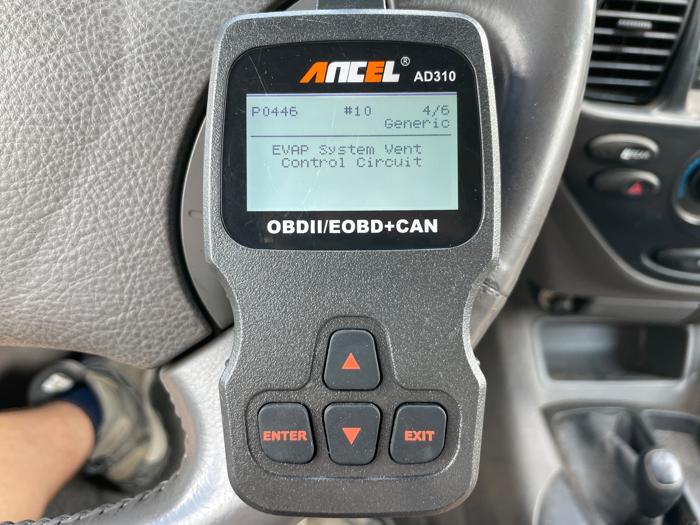 ANCEL® AD310
P0446 #10 4/6
Generic
EVAP System Vent
Control Circuit
OBDII/EOBD+CAN
ENTER EXIT